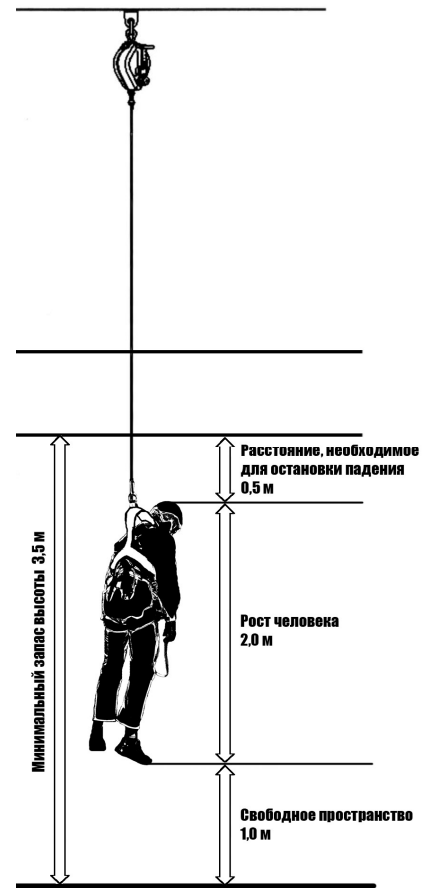 Расстояние, необходимое
для остановки падения
0,5 м
Минимальный запас высоты 3,5 м
Рост человека
2,0 м
Свободное пространство
1,0 м